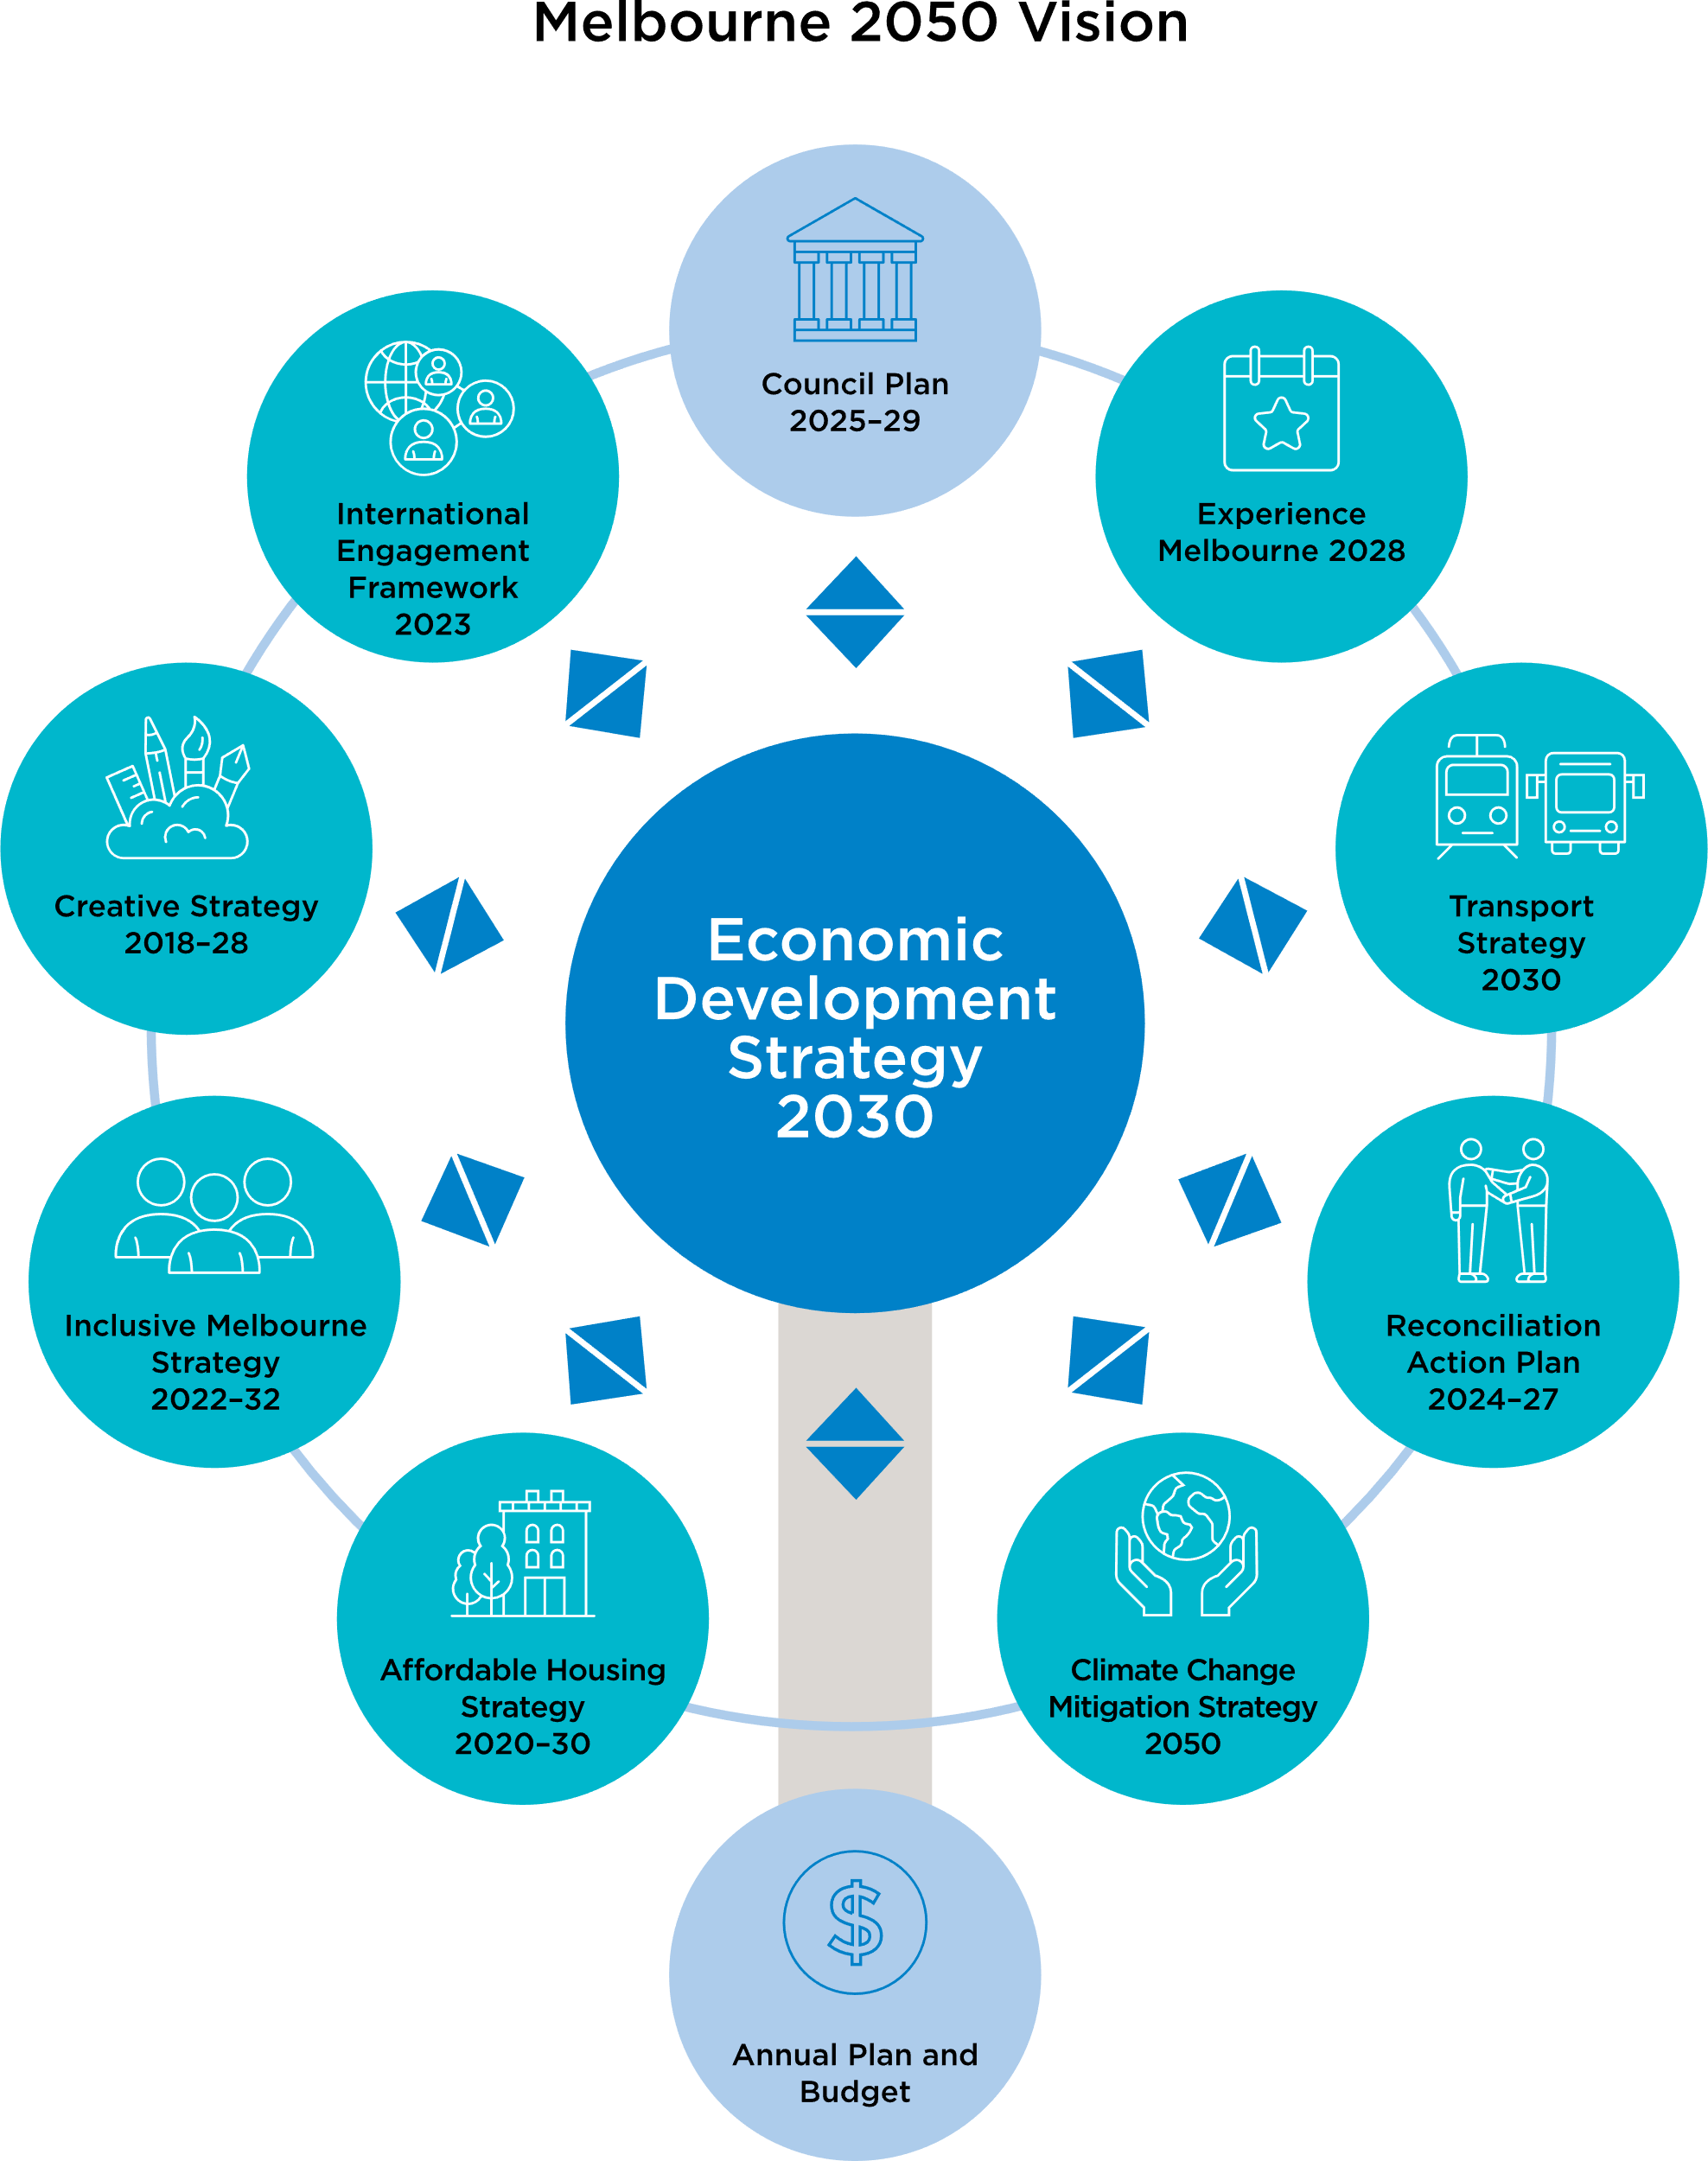 Melbourne 2050 Vision
Council Plan
2025–29
International
Engagement
Framework
2023
Experience
Melbourne 2028
Creative Strategy
2018–28
Transport
Strategy
2030
Economic
Development
Strategy
2030
Inclusive Melbourne
Strategy
2022–32
Reconciliation
Action Plan
2024–27
Affordable Housing
Strategy
2020–30
Climate Change
Mitigation Strategy
2050
$
Annual Plan and
Budget